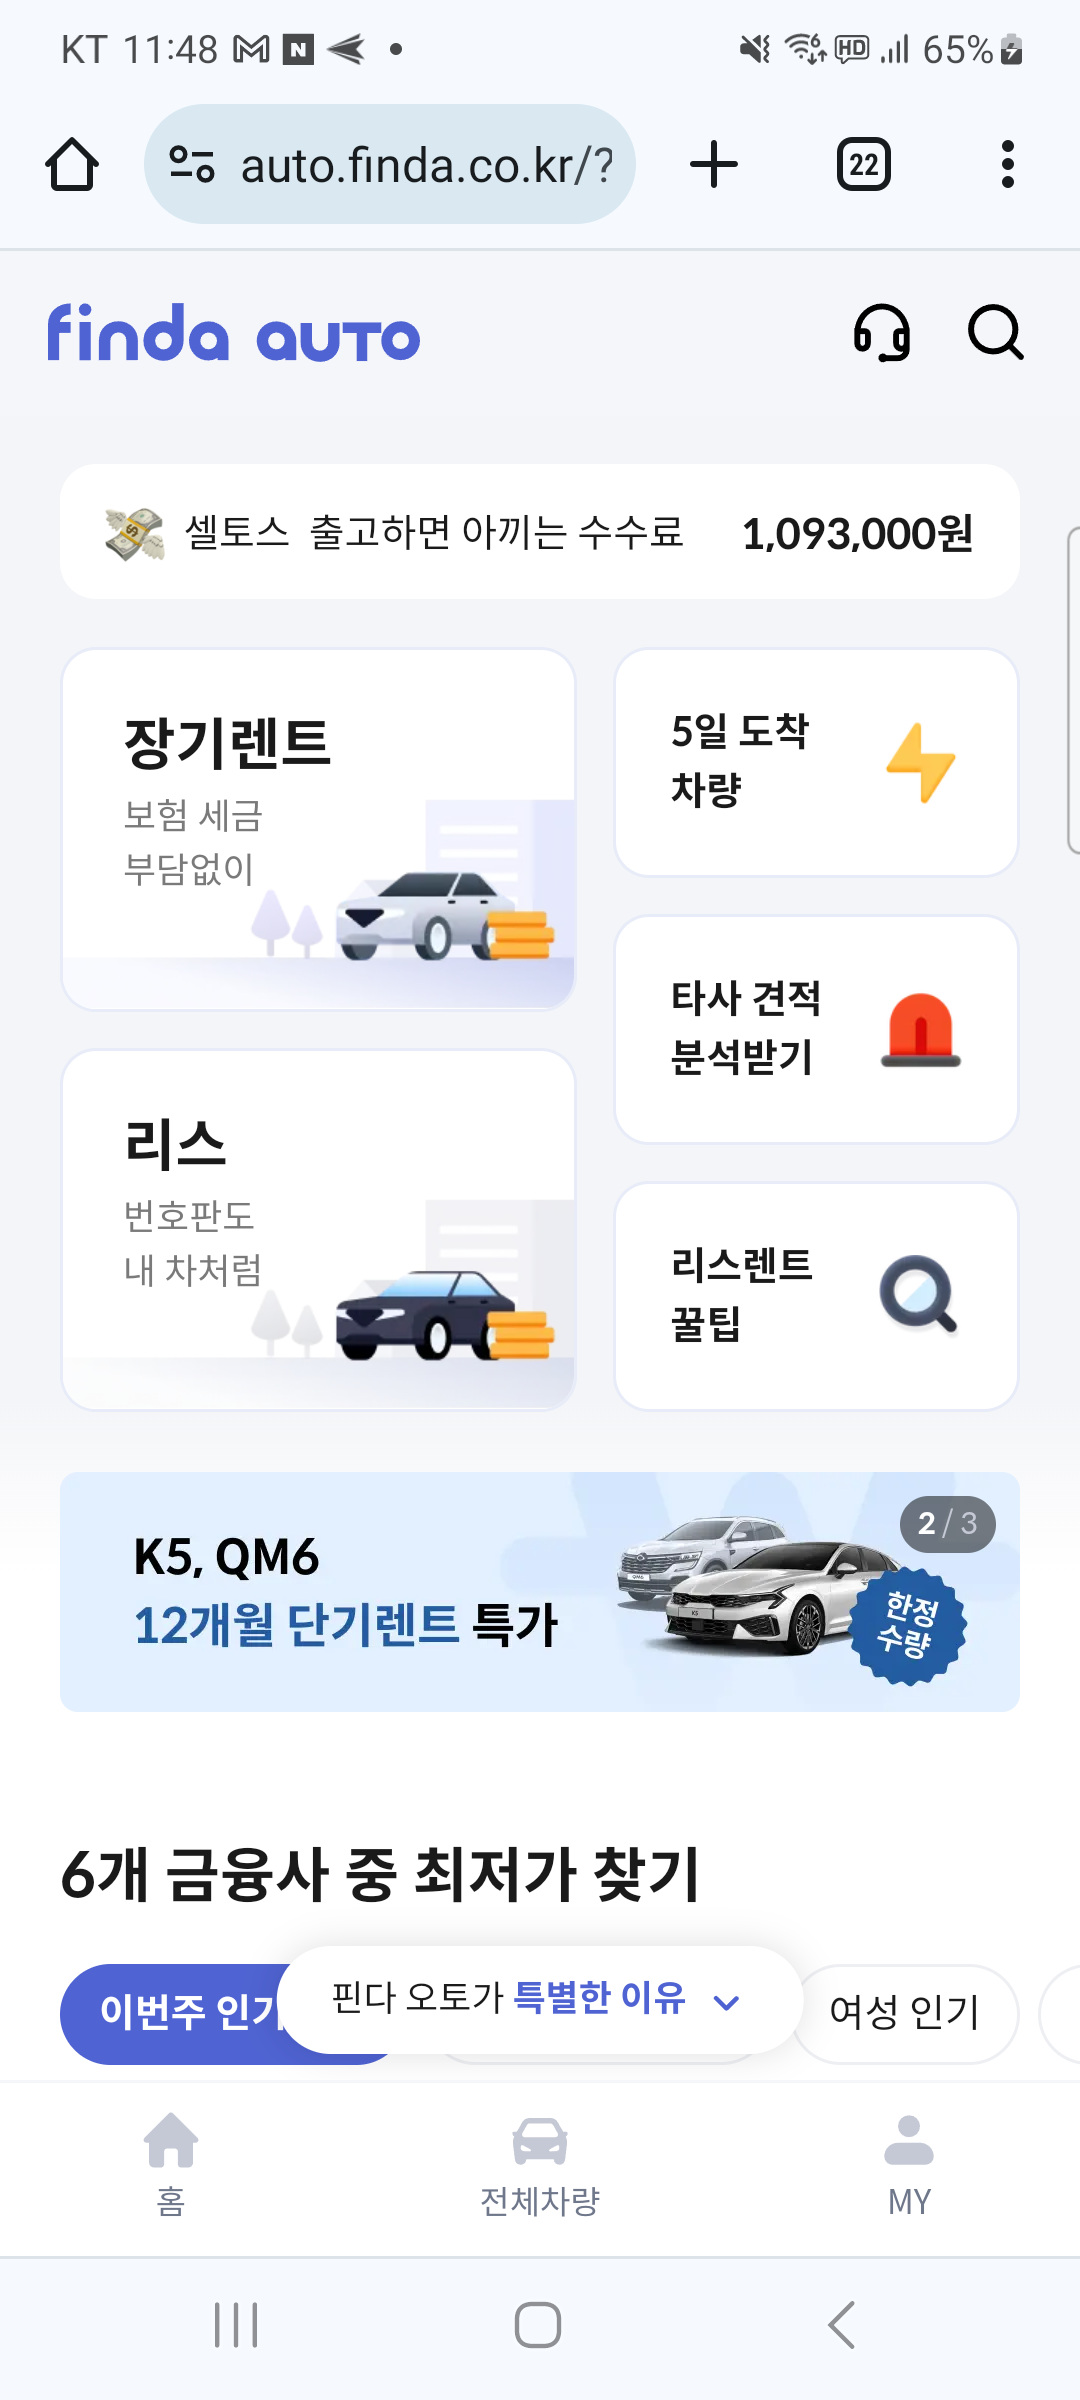 KT 11:48
65%
auto.finda.co.kr/?
22
finda auto
셀토스 출고하면 아끼는 수수료 1,093,000원
장기렌트
보험 세금
부담없이
5일 도착
차량
타사 견적
분석받기
리스
번호판도
내 차처럼
리스렌트
꿀팁
K5, QM6
12개월 단기렌트 특가
2 / 3
한정
수량
6개 금융사 중 최저가 찾기
이번주 인기
핀다 오토가 특별한 이유
여성 인기
홈
전체차량
MY